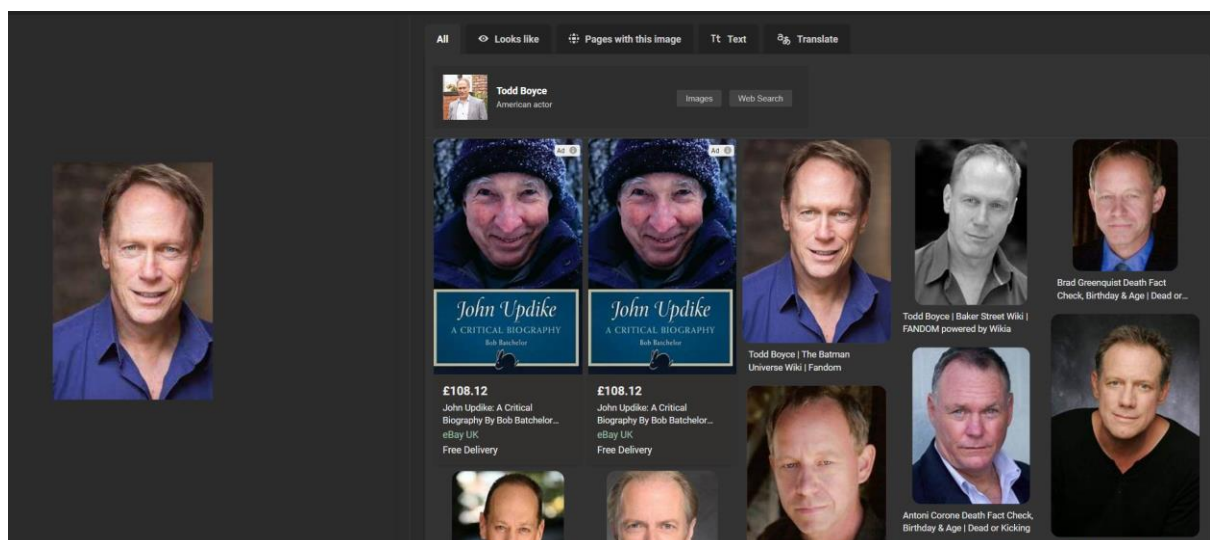 All
Looks like
Pages with this image
Tt Text
Translate
Todd Boyce
American actor
Images
Web Search
Ad
John Updike
A CRITICAL BIOGRAPHY
Bob Batchelor
£108.12
John Updike: A Critical
Biography By Bob Batchelor...
eBay UK
Free Delivery
Ad
John Updike
A CRITICAL BIOGRAPHY
Bob Batchelor
£108.12
John Updike: A Critical
Biography By Bob Batchelor...
eBay UK
Free Delivery
Todd Boyce | The Batman
Universe Wiki | Fandom
Todd Boyce | Baker Street Wiki |
FANDOM powered by Wikia
Antoni Corone Death Fact Check,
Birthday & Age | Dead or Kicking
Brad Greenquist Death Fact
Check, Birthday & Age | Dead or...